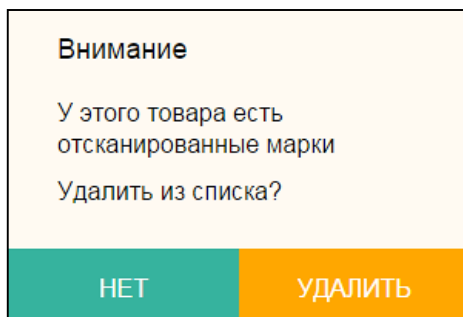 Внимание
У этого товара есть
отсканированные марки
Удалить из списка?
НЕТ
УДАЛИТЬ